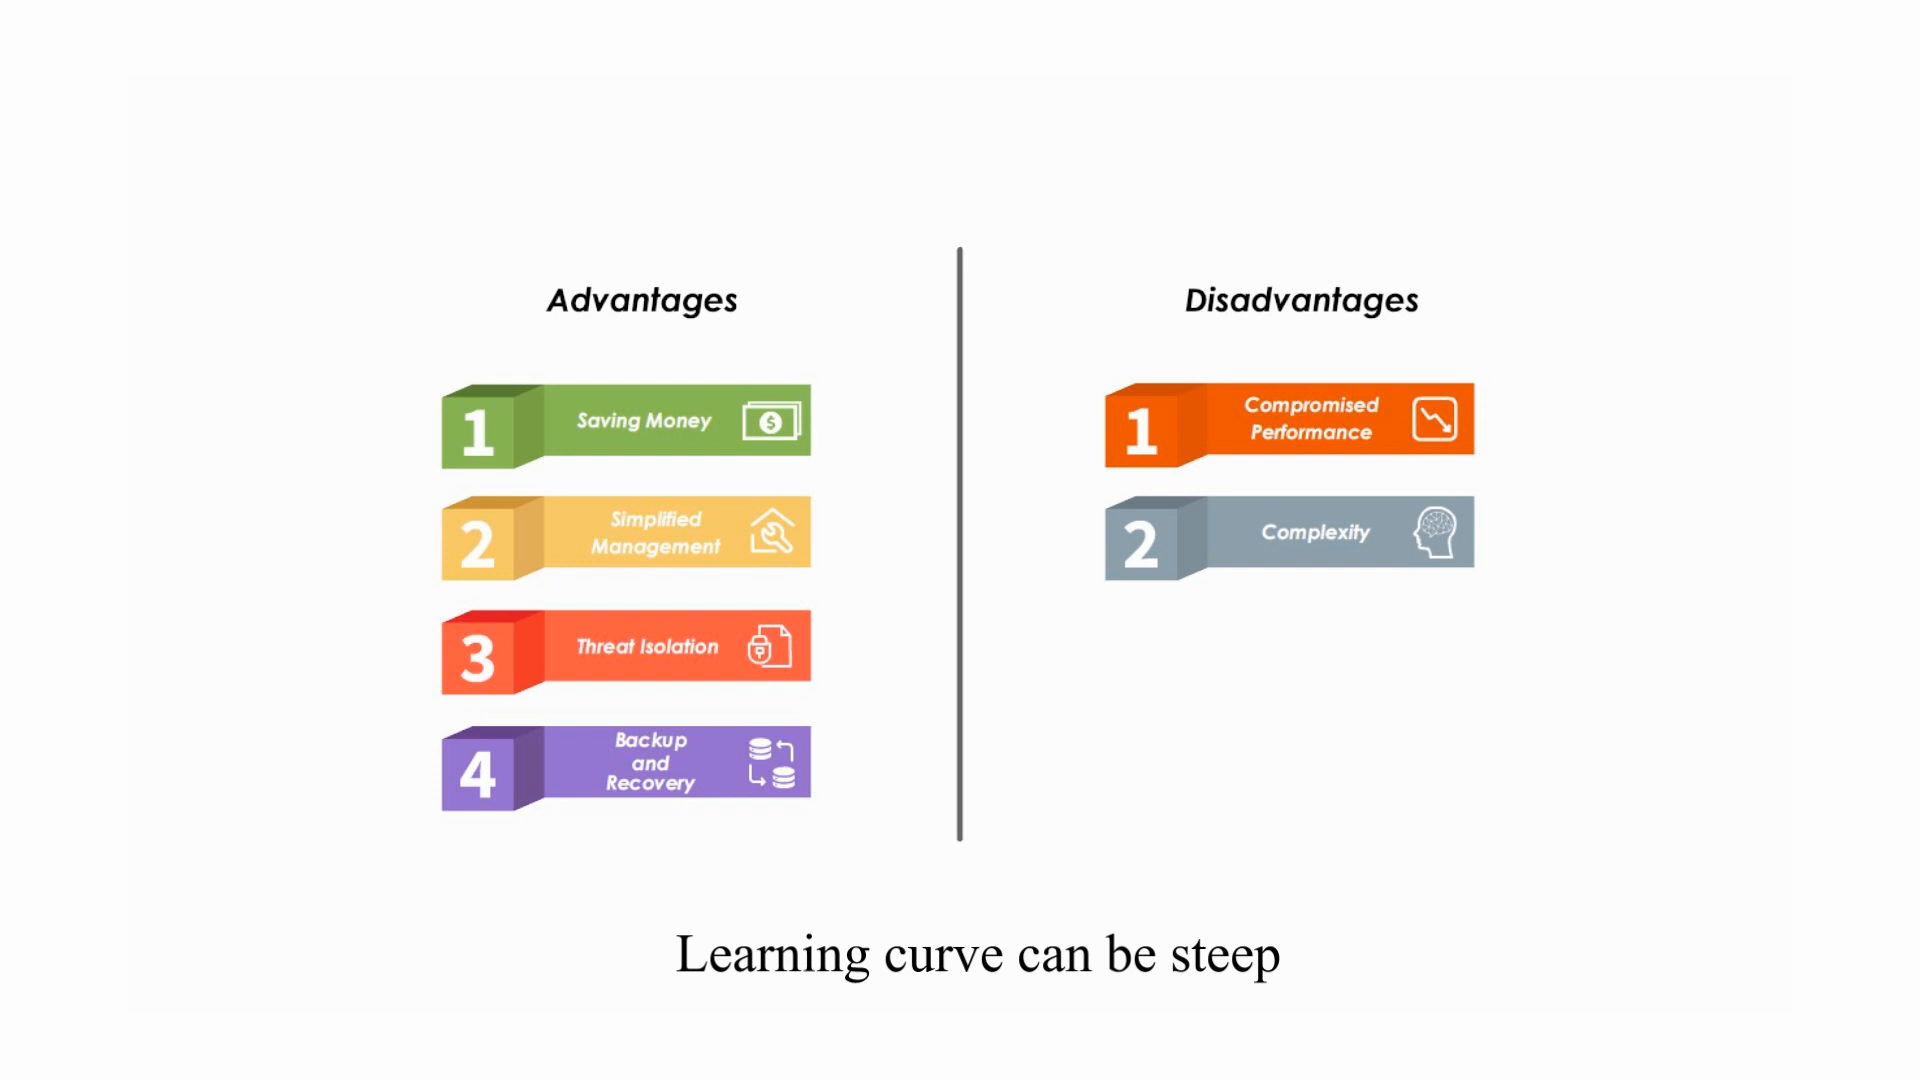 Advantages
1
Saving Money
$
2
Simplified
Management
3
Threat Isolation
4
Backup
and
Recovery
Disadvantages
1
Compromised
Performance
2
Complexity
Learning curve can be steep